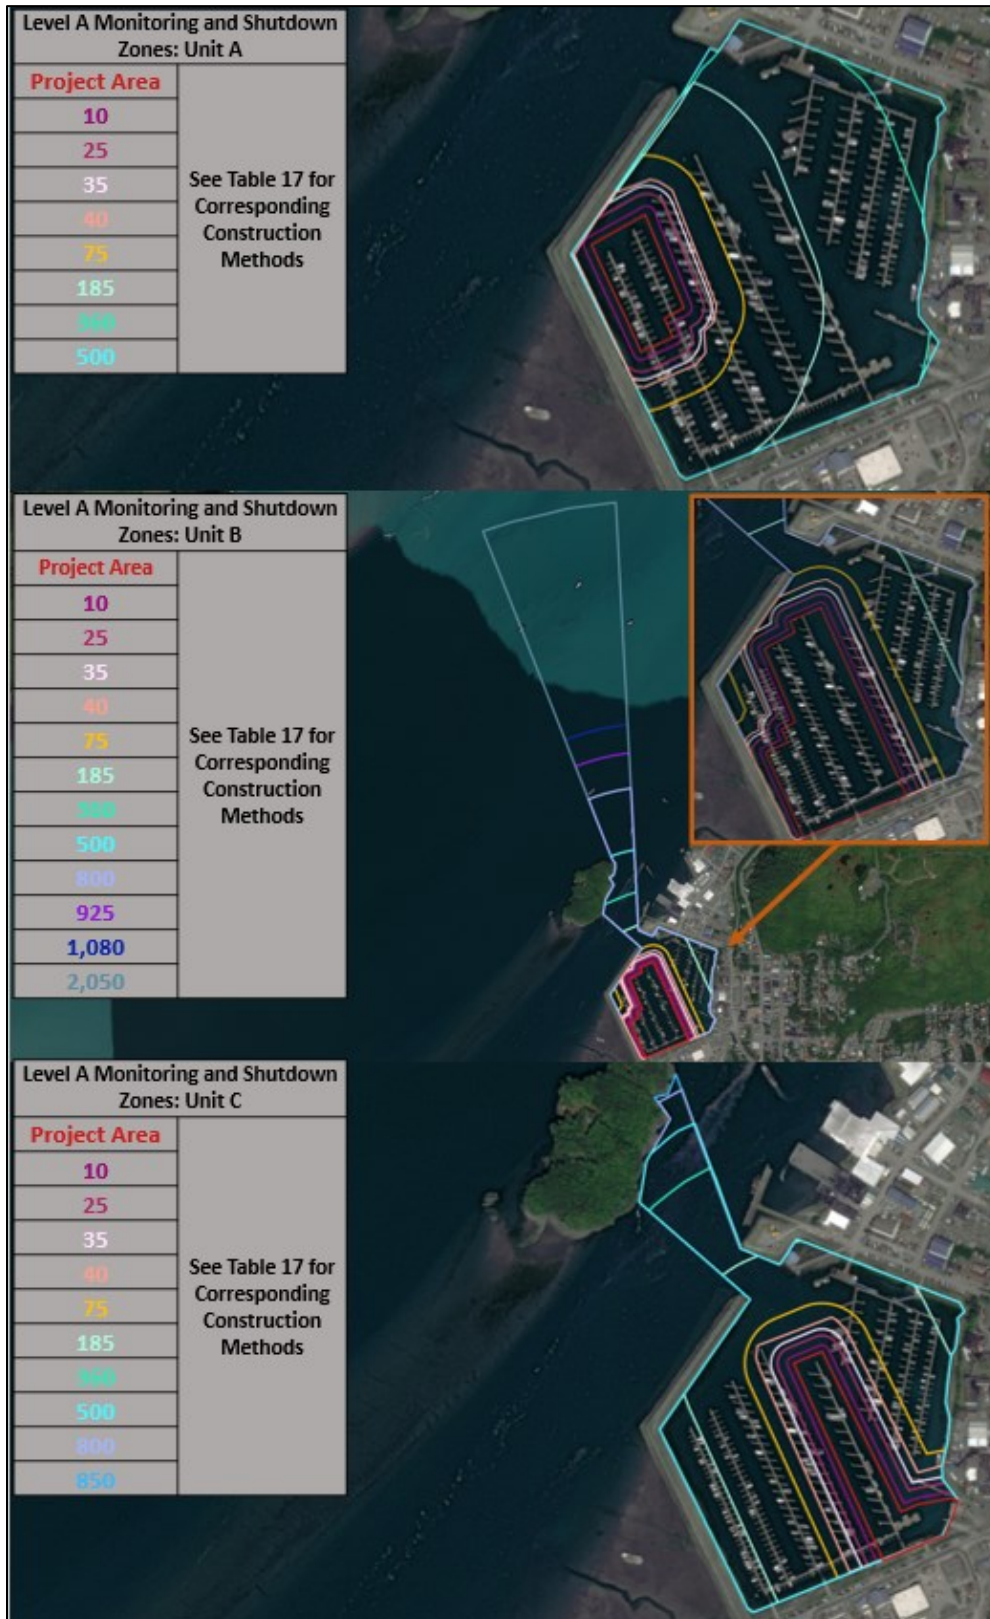 Level A Monitoring and Shutdown
Zones: Unit A
Project Area
10
25
35
40
75
185
360
500
See Table 17 for
Corresponding
Construction
Methods
Level A Monitoring and Shutdown
Zones: Unit B
Project Area
10
25
35
40
75
185
500
800
925
1,080
2,050
See Table 17 for
Corresponding
Construction
Methods
Level A Monitoring and Shutdown
Zones: Unit C
Project Area
10
25
35
40
75
185
360
500
800
850
See Table 17 for
Corresponding
Construction
Methods